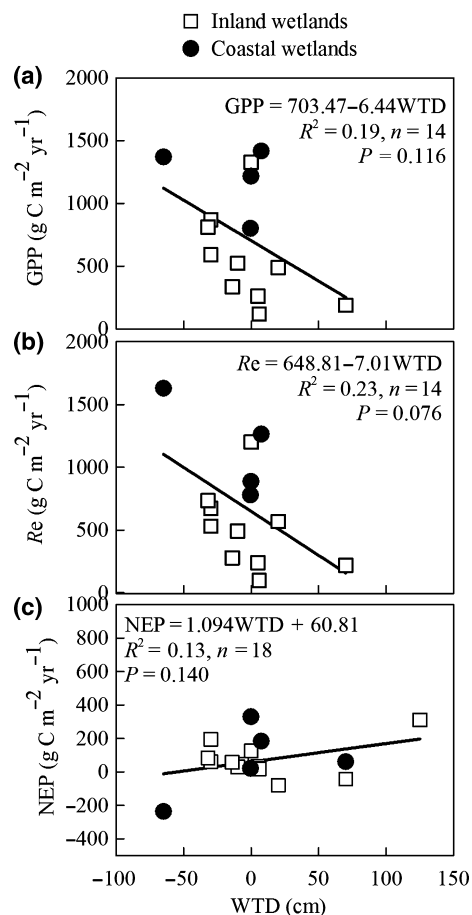 Inland wetlands
Coastal wetlands
(a)
2000
1500
1000
500
0
GPP (g C m⁻² yr⁻¹)
GPP = 703.47−6.44WTD
R² = 0.19, n = 14
P = 0.116
(b)
2000
1500
1000
500
0
Re (g C m⁻² yr⁻¹)
Re = 648.81−7.01WTD
R² = 0.23, n = 14
P = 0.076
(c)
1000
800
600
400
200
0
−200
−400
NEP (g C m⁻² yr⁻¹)
NEP = 1.094WTD + 60.81
R² = 0.13, n = 18
P = 0.140
−100 −50 0 50 100 150
WTD (cm)